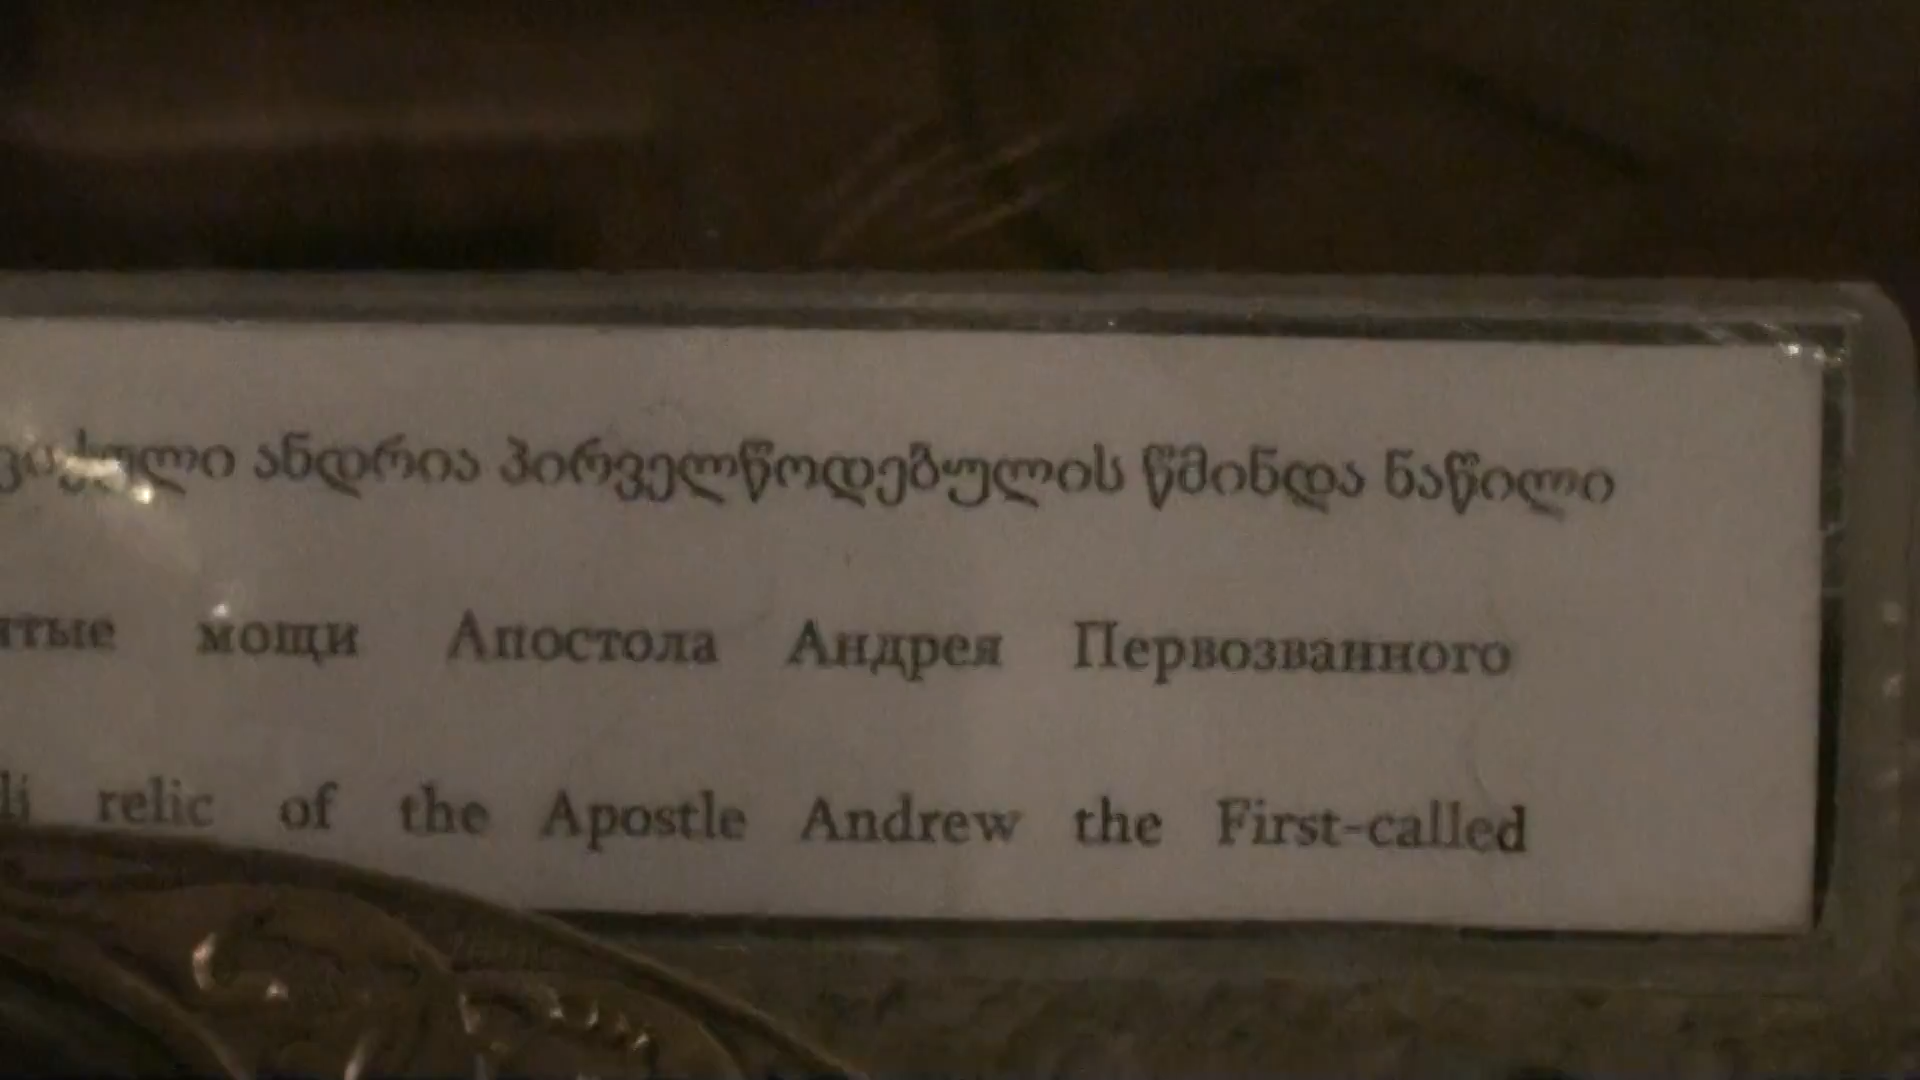 ანდრია პირველწოდებულის წმინდა ნაწილი
мощи Апостола Андрея Первозванного
relic of the Apostle Andrew the First-called